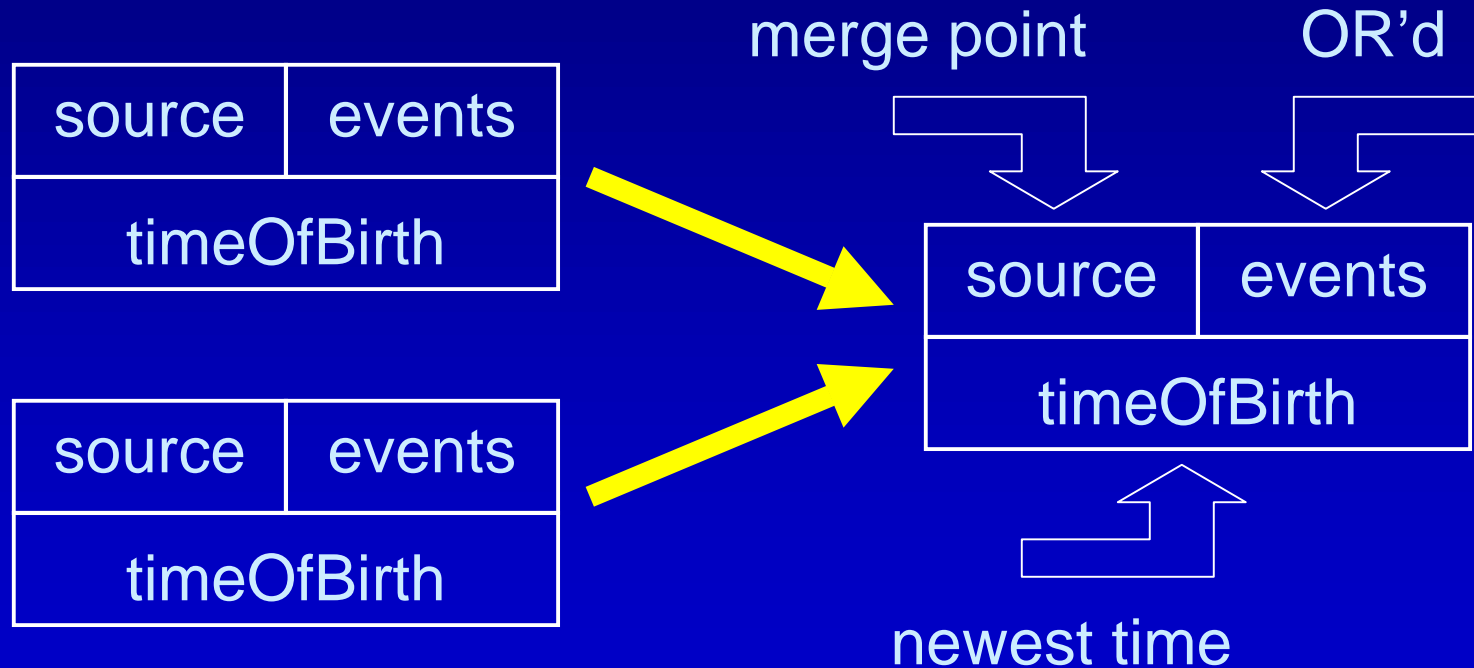 merge point
OR’d
source events
timeOfBirth
source events
timeOfBirth
source events
timeOfBirth
newest time